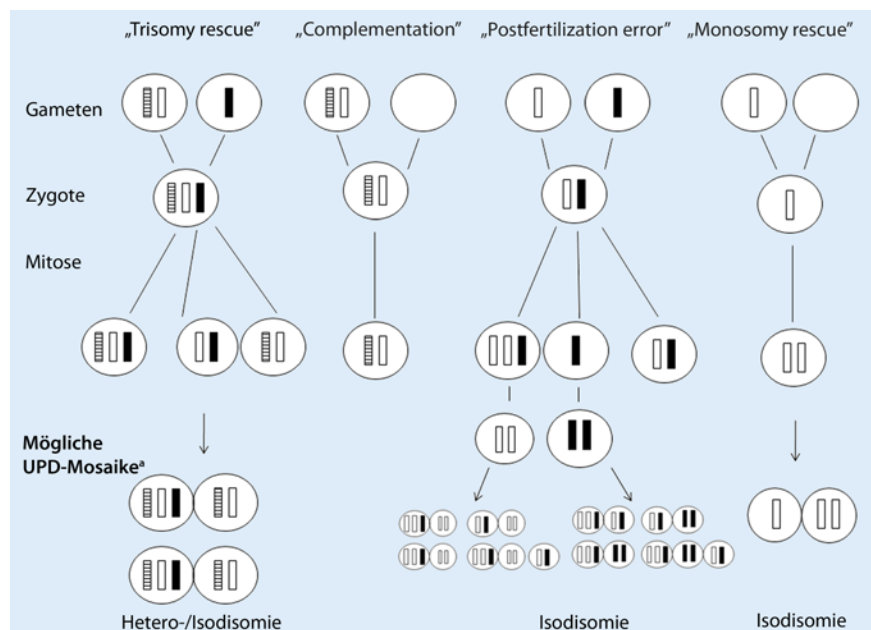 „Trisomy rescue” „Complementation” „Postfertilization error” „Monosomy rescue”
Gameten
Zygote
Mitose
Mögliche
UPD-Mosaikeᵃ
Hetero-/Isodisomie Isodisomie Isodisomie